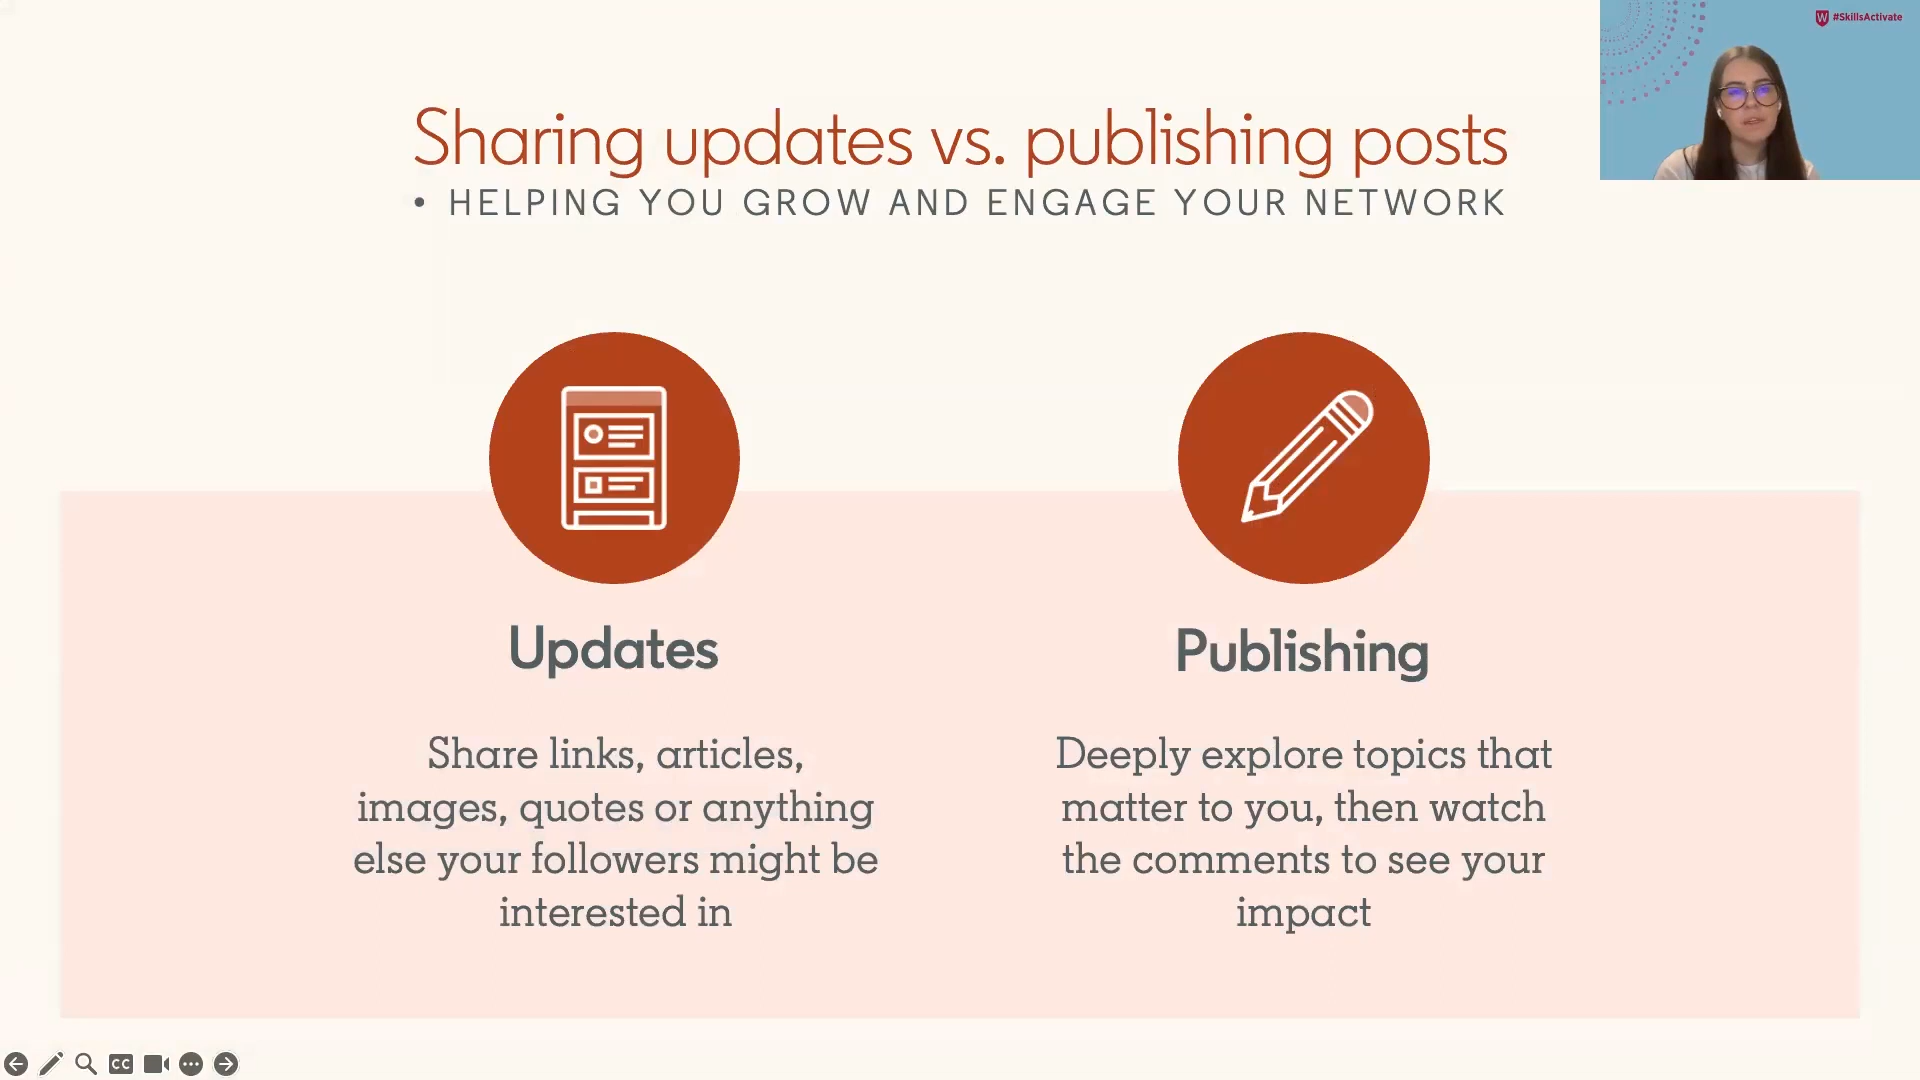 W #SkillsActivate
Sharing updates vs. publishing posts
• HELPING YOU GROW AND ENGAGE YOUR NETWORK
Updates
Share links, articles,
images, quotes or anything
else your followers might be
interested in
Publishing
Deeply explore topics that
matter to you, then watch
the comments to see your
impact
CC